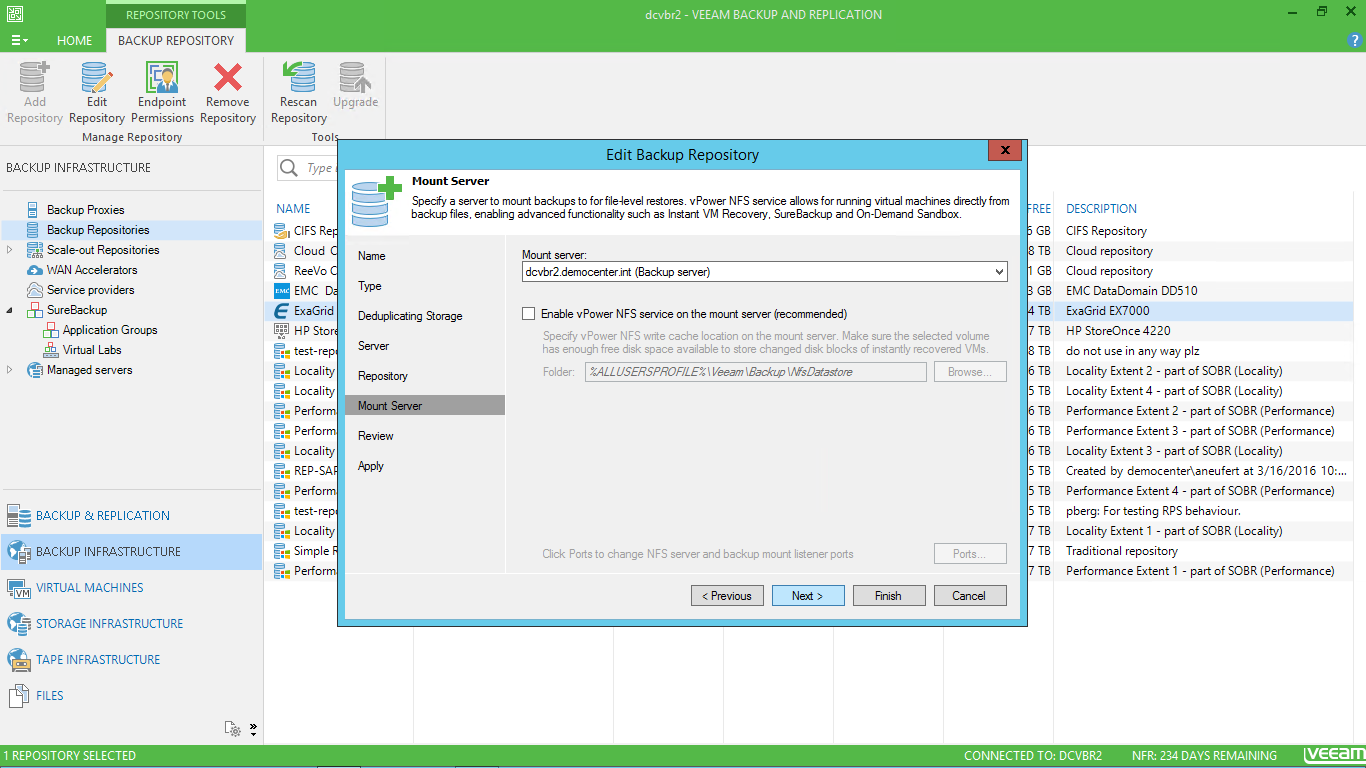 REPOSITORY TOOLS
dcvbr2 - VEEAM BACKUP AND REPLICATION
HOME
BACKUP REPOSITORY
Add Repository
Edit Repository
Endpoint Permissions
Remove Repository
Rescan Repository
Upgrade
Manage Repository
Tools
BACKUP INFRASTRUCTURE
Backup Proxies
Backup Repositories
Scale-out Repositories
WAN Accelerators
Service providers
SureBackup
Application Groups
Virtual Labs
Managed servers
BACKUP & REPLICATION
BACKUP INFRASTRUCTURE
VIRTUAL MACHINES
STORAGE INFRASTRUCTURE
TAPE INFRASTRUCTURE
FILES
Type
NAME
FREE
DESCRIPTION
CIFS Rep
6 GB
CIFS Repository
Cloud C
8 TB
Cloud repository
ReeVo C
1 GB
Cloud repository
EMC Da
3 GB
EMC DataDomain DD510
ExaGrid
4 TB
ExaGrid EX7000
HP Store
7 TB
HP StoreOnce 4220
test-repo
8 TB
do not use in any way plz
Locality
6 TB
Locality Extent 2 - part of SOBR (Locality)
Locality
6 TB
Locality Extent 4 - part of SOBR (Locality)
Perform
6 TB
Performance Extent 2 - part of SOBR (Performance)
Perform
6 TB
Performance Extent 3 - part of SOBR (Performance)
Locality
6 TB
Locality Extent 3 - part of SOBR (Locality)
REP-SAP
5 TB
Created by democenter\aneufert at 3/16/2016 10:...
Perform
5 TB
Performance Extent 4 - part of SOBR (Performance)
test-repo
5 TB
pberg: For testing RPS behaviour.
Locality
7 TB
Locality Extent 1 - part of SOBR (Locality)
Simple R
7 TB
Traditional repository
Perform
7 TB
Performance Extent 1 - part of SOBR (Performance)
Edit Backup Repository
x
Mount Server
Specify a server to mount backups to for file-level restores. vPower NFS service allows for running virtual machines directly from
backup files, enabling advanced functionality such as Instant VM Recovery, SureBackup and On-Demand Sandbox.
Name
Type
Deduplicating Storage
Server
Repository
Mount Server
Review
Apply
Mount server:
dcvbr2.democenter.int (Backup server)
Enable vPower NFS service on the mount server (recommended)
Specify vPower NFS write cache location on the mount server. Make sure the selected volume
has enough free disk space available to store changed disk blocks of instantly recovered VMs.
Folder:
%ALLUSERSPROFILE%\Veeam\Backup\NfsDatastore
Browse...
Click Ports to change NFS server and backup mount listener ports
Ports...
< Previous
Next >
Finish
Cancel
1 REPOSITORY SELECTED
CONNECTED TO: DCVBR2
NFR: 234 DAYS REMAINING
veeam